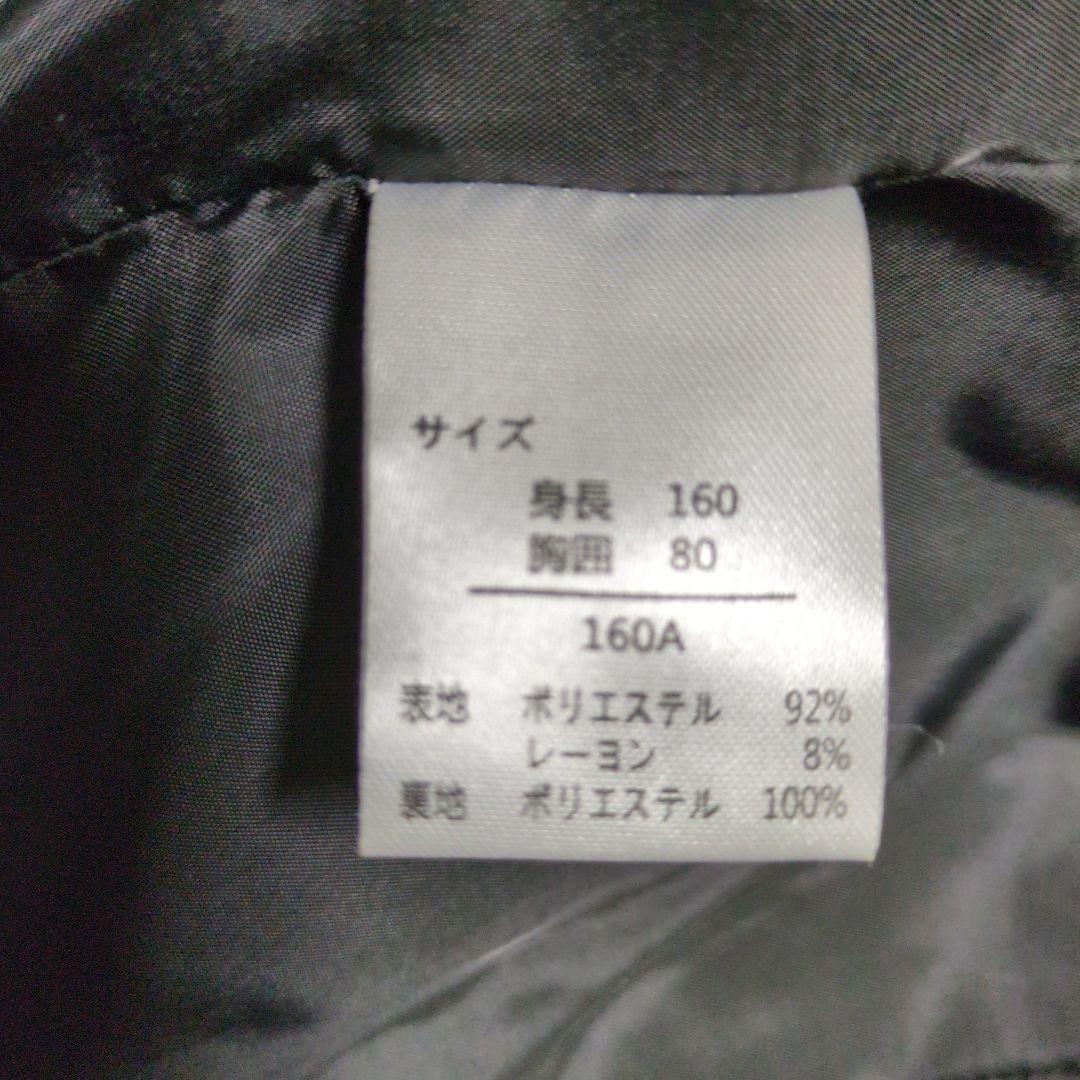 サイズ
身長 160
胸囲 80
160A
表地 ポリエステル 92%
レーヨン 8%
裏地 ポリエステル 100%